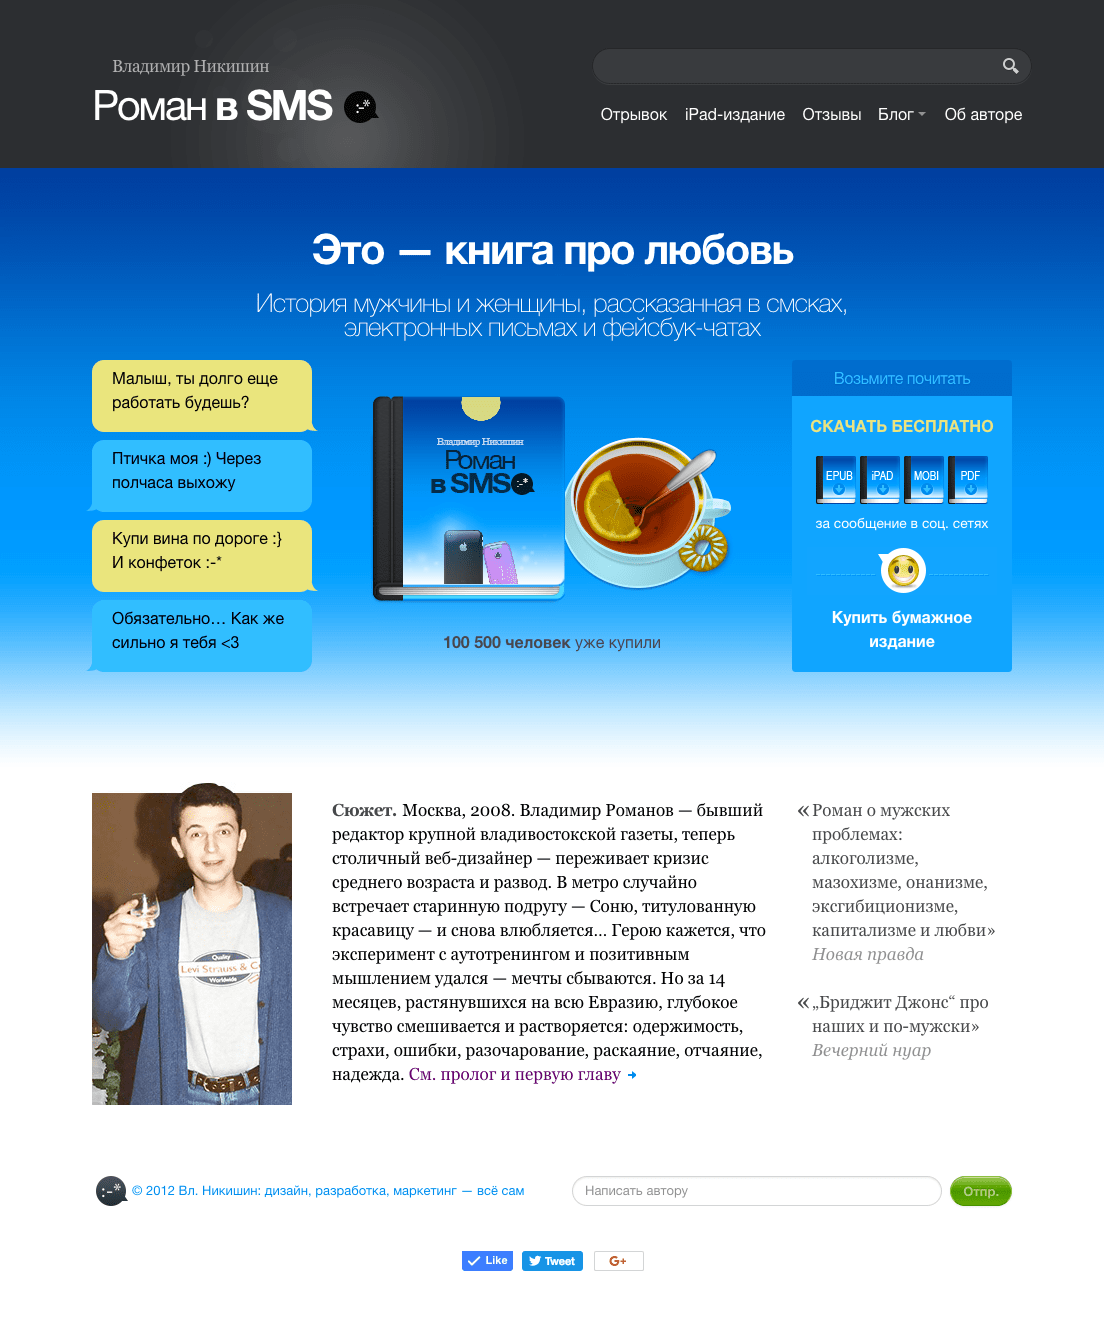 Владимир Никишин
Роман в SMS
:-*
Отрывок iPad-издание Отзывы Блог Об авторе
Это — книга про любовь
История мужчины и женщины, рассказанная в смсках,
электронных письмах и фейсбук-чатах
Малыш, ты долго еще
работать будешь?
Птичка моя :) Через
полчаса выхожу
Купи вина по дороге :}
И конфеток :-*
Обязательно... Как же
сильно я тебя <3
Владимир Никишин
Роман
в SMS
:-*
100 500 человек уже купили
Возьмите почитать
СКАЧАТЬ БЕСПЛАТНО
EPUB iPAD MOBI PDF
за сообщение в соц. сетях
Купить бумажное
издание
Quality
Levi Strauss & C
Worldwide
Сюжет. Москва, 2008. Владимир Романов — бывший
редактор крупной владивостокской газеты, теперь
столичный веб-дизайнер — переживает кризис
среднего возраста и развод. В метро случайно
встречает старинную подругу — Соню, титулованную
красавицу — и снова влюбляется... Герою кажется, что
эксперимент с аутотренингом и позитивным
мышлением удался — мечты сбываются. Но за 14
месяцев, растянувшихся на всю Евразию, глубокое
чувство смешивается и растворяется: одержимость,
страхи, ошибки, разочарование, раскаяние, отчаяние,
надежда. См. пролог и первую главу
«Роман о мужских
проблемах:
алкоголизме,
мазохизме, онанизме,
эксгибиционизме,
капитализме и любви»
Новая правда
«„Бриджит Джонс“ про
наших и по-мужски»
Вечерний нуар
:-*
© 2012 Вл. Никишин: дизайн, разработка, маркетинг — всё сам
Написать автору
Отпр.
Like
Tweet
G+